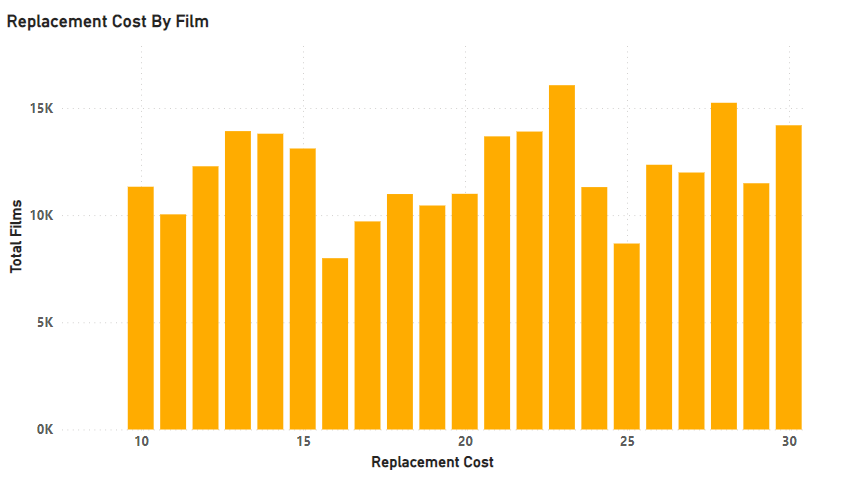 Replacement Cost By Film
15K
10K
5K
0K
Total Films
10 15 20 25 30
Replacement Cost